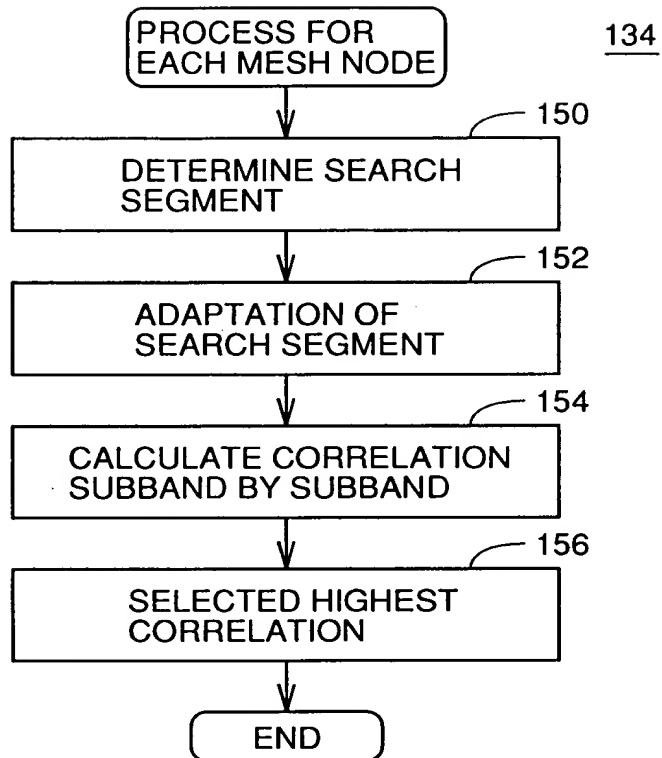 PROCESS FOR
EACH MESH NODE
134
150
DETERMINE SEARCH
SEGMENT
152
ADAPTATION OF
SEARCH SEGMENT
154
CALCULATE CORRELATION
SUBBAND BY SUBBAND
156
SELECTED HIGHEST
CORRELATION
END